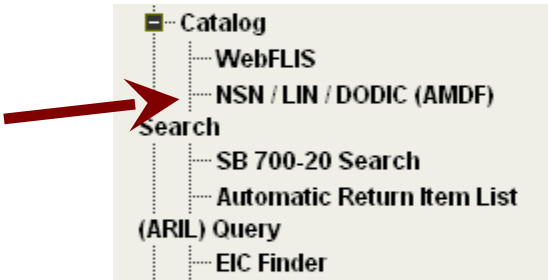 Catalog
WebFLIS
NSN / LIN / DODIC (AMDF)
Search
SB 700-20 Search
Automatic Return Item List
(ARIL) Query
EIC Finder